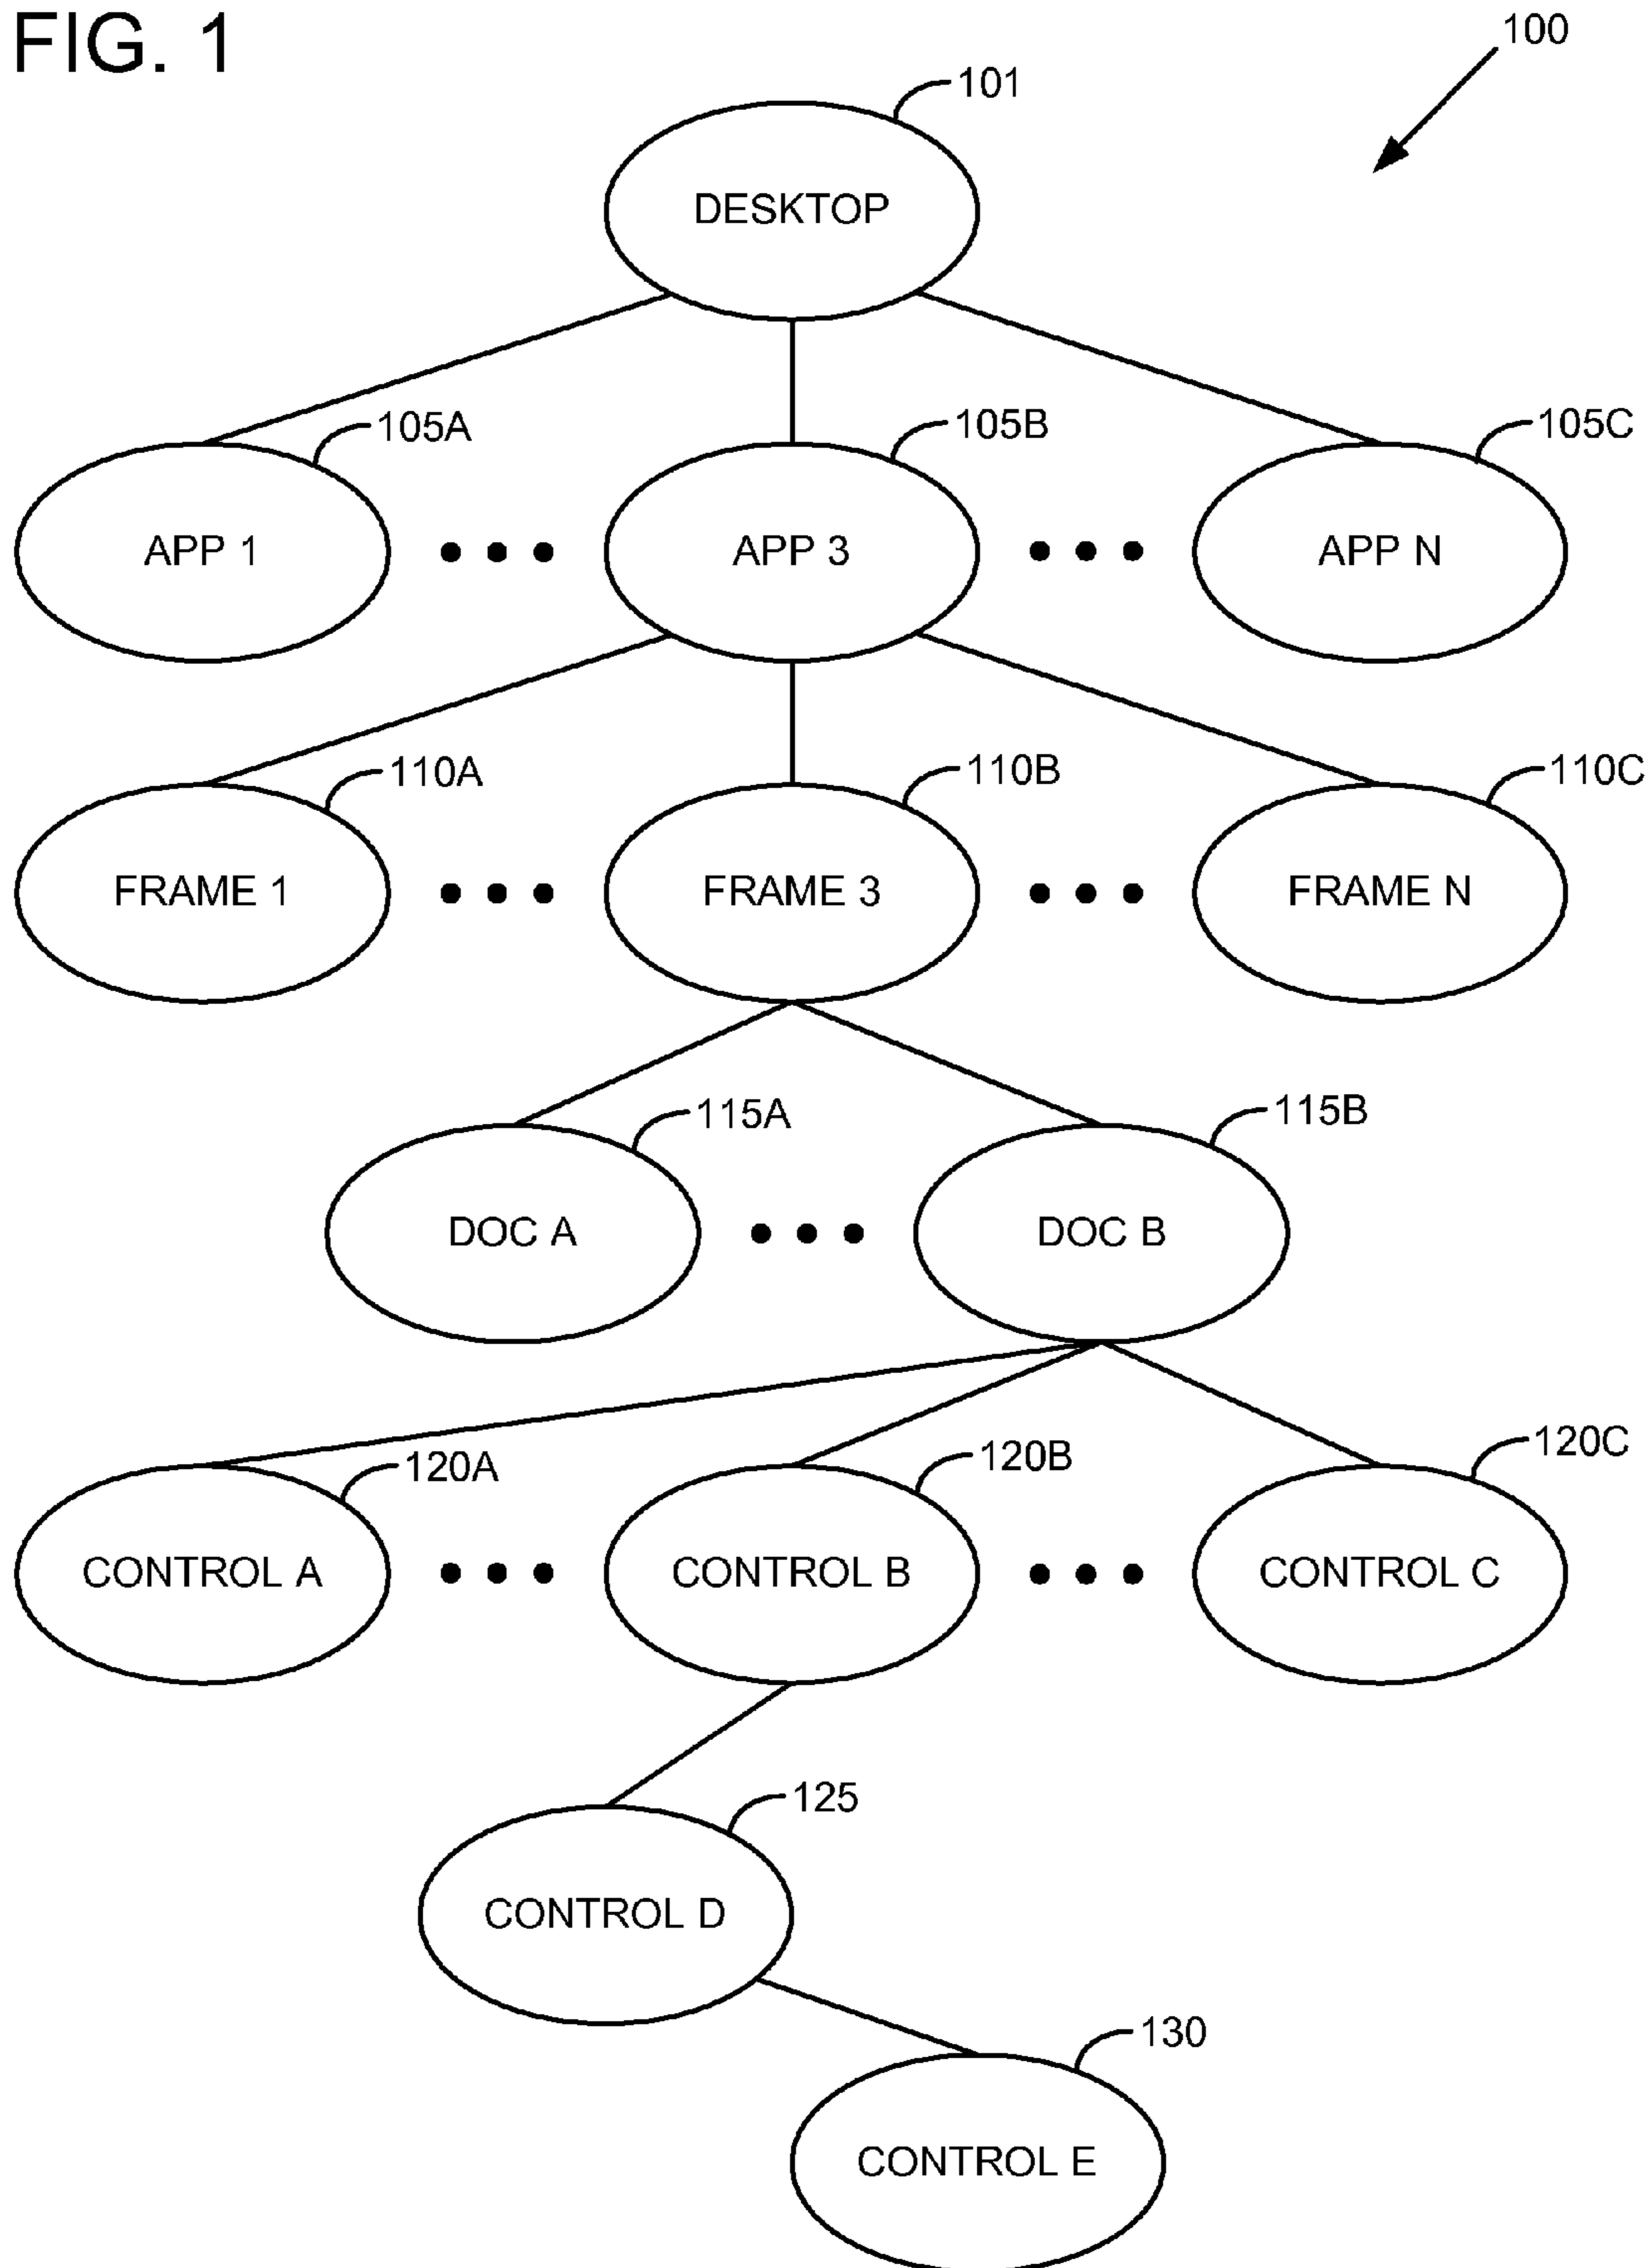 FIG. 1
100
101
DESKTOP
105A
105B
105C
APP 1
APP 3
APP N
110A
110B
110C
FRAME 1
FRAME 3
FRAME N
115A
115B
DOC A
DOC B
120A
120B
120C
CONTROL A
CONTROL B
CONTROL C
125
CONTROL D
130
CONTROL E